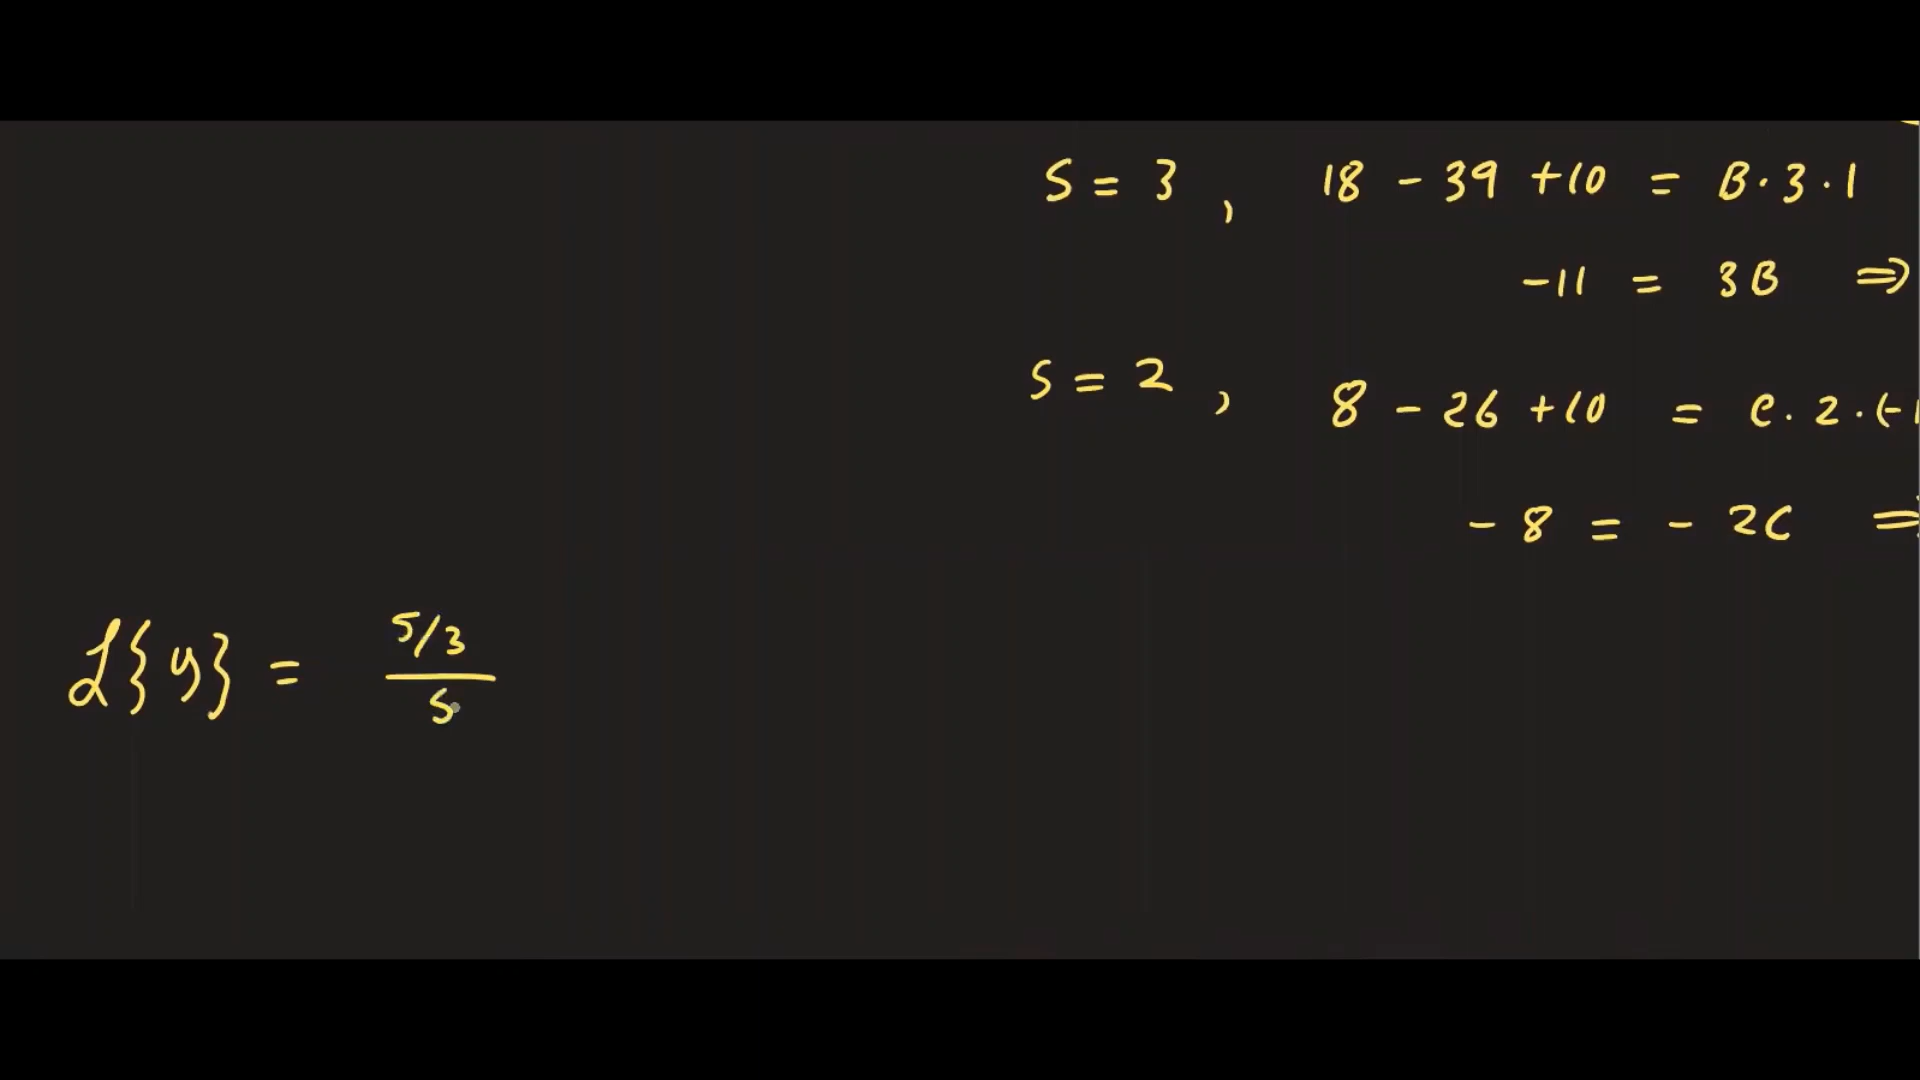 S = 3 , 18 - 39 + 10 = B · 3 · 1
-11 = 3B ⇒
S = 2 , 8 - 26 + 10 = C · 2 · (-1
- 8 = - 2C ⇒
ℒ{y} = 5/3 / S